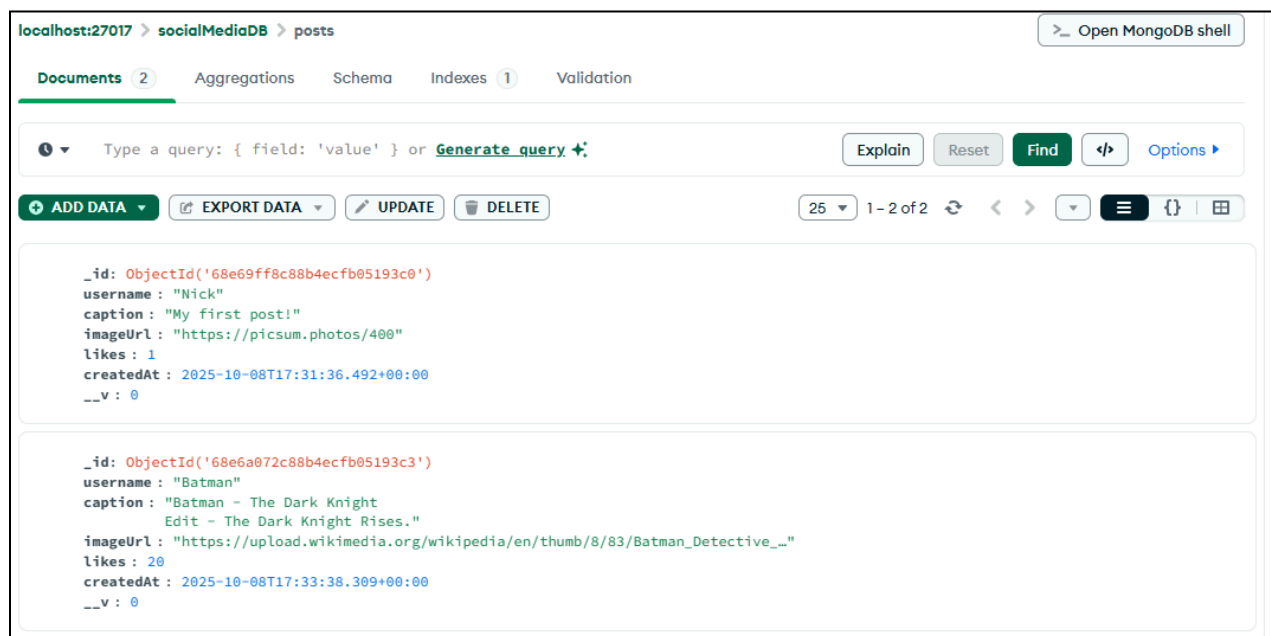 localhost:27017 > socialMediaDB > posts
>_ Open MongoDB shell
Documents 2 Aggregations Schema Indexes 1 Validation
Type a query: { field: 'value' } or Generate query
Explain Reset Find </> Options
ADD DATA EXPORT DATA UPDATE DELETE
25 1 – 2 of 2 < > {}
_id: ObjectId('68e69ff8c88b4ecfb05193c0')
username : "Nick"
caption : "My first post!"
imageUrl : "https://picsum.photos/400"
likes : 1
createdAt : 2025-10-08T17:31:36.492+00:00
__v : 0
_id: ObjectId('68e6a072c88b4ecfb05193c3')
username : "Batman"
caption : "Batman - The Dark Knight
Edit - The Dark Knight Rises."
imageUrl : "https://upload.wikimedia.org/wikipedia/en/thumb/8/83/Batman_Detective_…"
likes : 20
createdAt : 2025-10-08T17:33:38.309+00:00
__v : 0